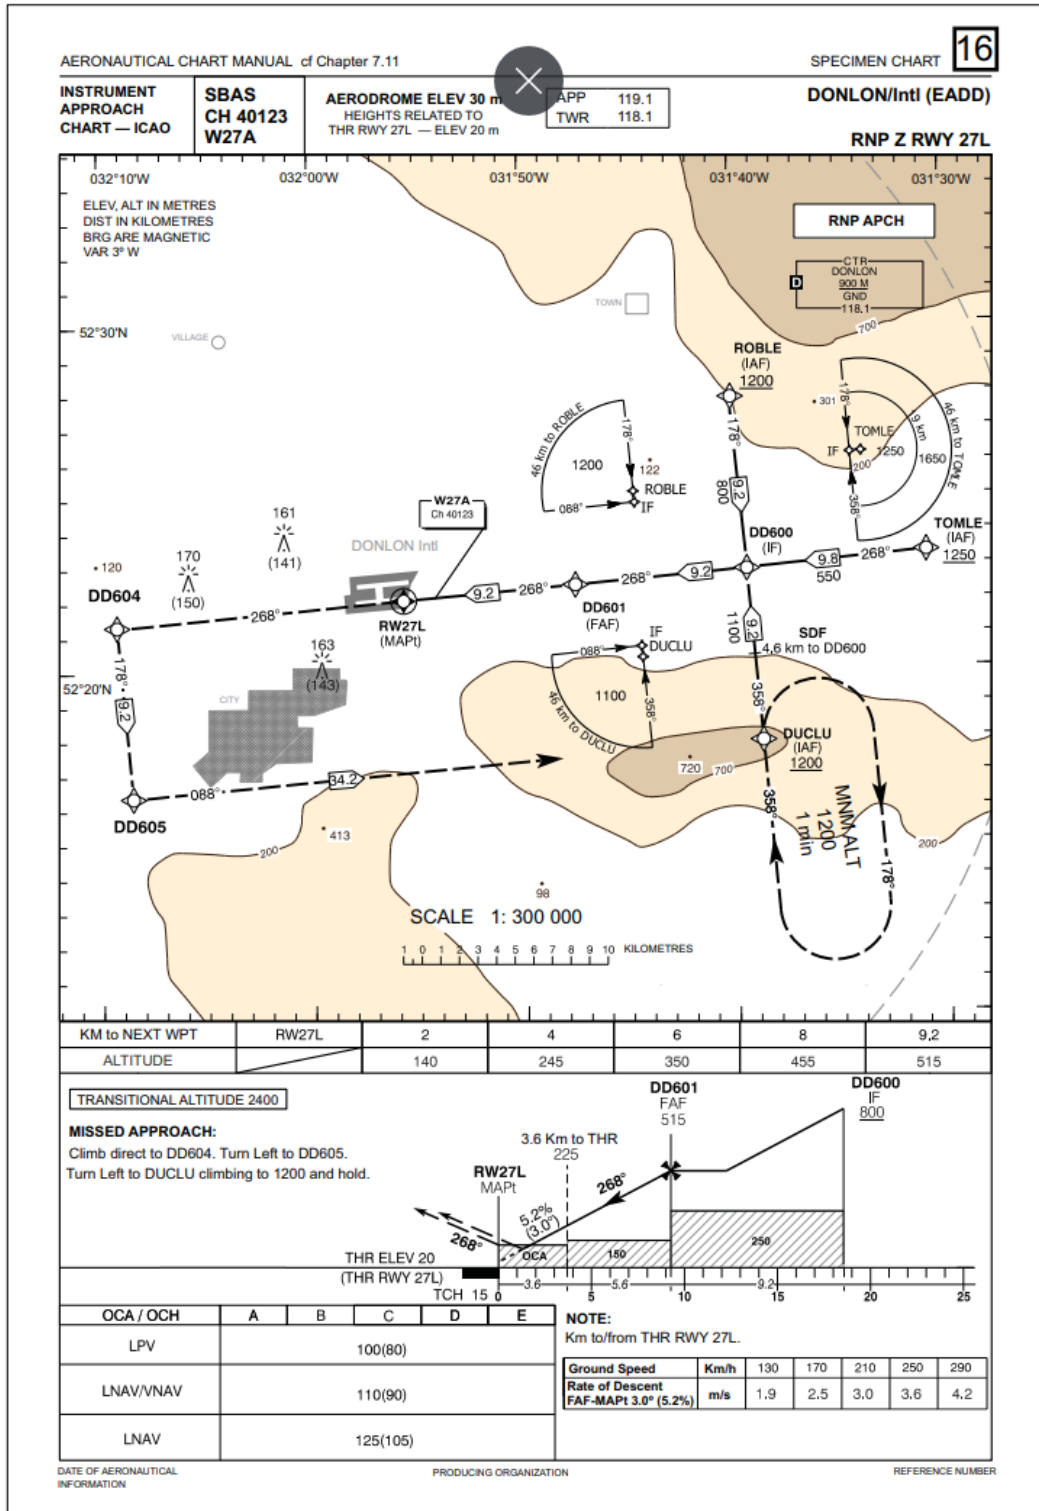 16
AERONAUTICAL CHART MANUAL cf Chapter 7.11
SPECIMEN CHART
INSTRUMENT
APPROACH
CHART — ICAO
SBAS
CH 40123
W27A
AERODROME ELEV 30 m
HEIGHTS RELATED TO
THR RWY 27L — ELEV 20 m
APP 119.1
TWR 118.1
DONLON/Intl (EADD)
RNP Z RWY 27L
032°10'W 032°00'W 031°50'W 031°40'W 031°30'W
ELEV, ALT IN METRES
DIST IN KILOMETRES
BRG ARE MAGNETIC
VAR 3° W
RNP APCH
CTR
DONLON
D
900 M
GND
118.1
700
TOWN
52°30'N
VILLAGE
ROBLE
(IAF)
1200
178°
800
9.2
46 km to ROBLE
178°
1200
122
ROBLE
088°
IF
301
178°
9 km
46 km to TOMLE
TOMLE
IF
1250
1650
200
358°
W27A
Ch 40123
161
(141)
170
(150)
120
DONLON Intl
TOMLE
(IAF)
1250
DD600
(IF)
268°
9.8
550
9.2
268°
DD601
(FAF)
268°
9.2
RW27L
(MAPt)
268°
DD604
1100
9.2
SDF
4.6 km to DD600
IF
088°
DUCLU
1100
358°
46 km to DUCLU
163
(143)
178°
52°20'N
9.2
CITY
358°
DUCLU
(IAF)
1200
720
700
34.2
088°
DD605
358°
MNM ALT
1200
1 min
178°
413
200
200
98
SCALE 1: 300 000
1 0 1 2 3 4 5 6 7 8 9 10 KILOMETRES
KM to NEXT WPT RW27L 2 4 6 8 9,2
ALTITUDE 140 245 350 455 515
TRANSITIONAL ALTITUDE 2400
MISSED APPROACH:
Climb direct to DD604. Turn Left to DD605.
Turn Left to DUCLU climbing to 1200 and hold.
DD601
FAF
515
DD600
IF
800
3.6 Km to THR
225
RW27L
MAPt
268°
5.2%
(3.0°)
268°
OCA
150
250
THR ELEV 20
(THR RWY 27L)
3.6 5.6 9.2
TCH 15 0 5 10 15 20 25
OCA / OCH A B C D E
LPV 100(80)
LNAV/VNAV 110(90)
LNAV 125(105)
NOTE:
Km to/from THR RWY 27L.
Ground Speed Km/h 130 170 210 250 290
Rate of Descent
FAF-MAPt 3.0° (5.2%) m/s 1.9 2.5 3.0 3.6 4.2
DATE OF AERONAUTICAL
INFORMATION
PRODUCING ORGANIZATION
REFERENCE NUMBER